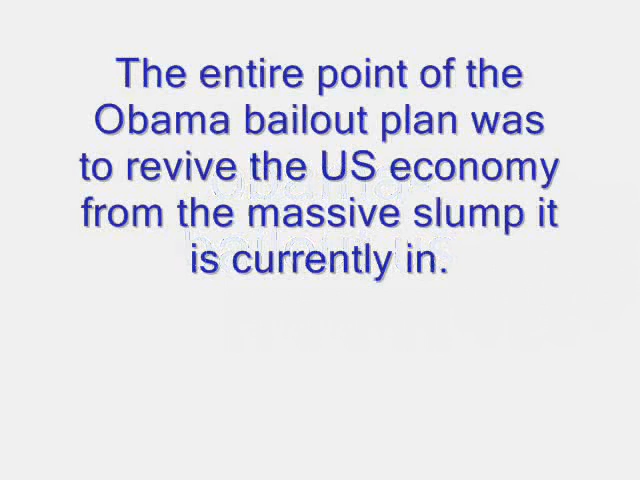 The entire point of the
Obama bailout plan was
to revive the US economy
from the massive slump it
is currently in.